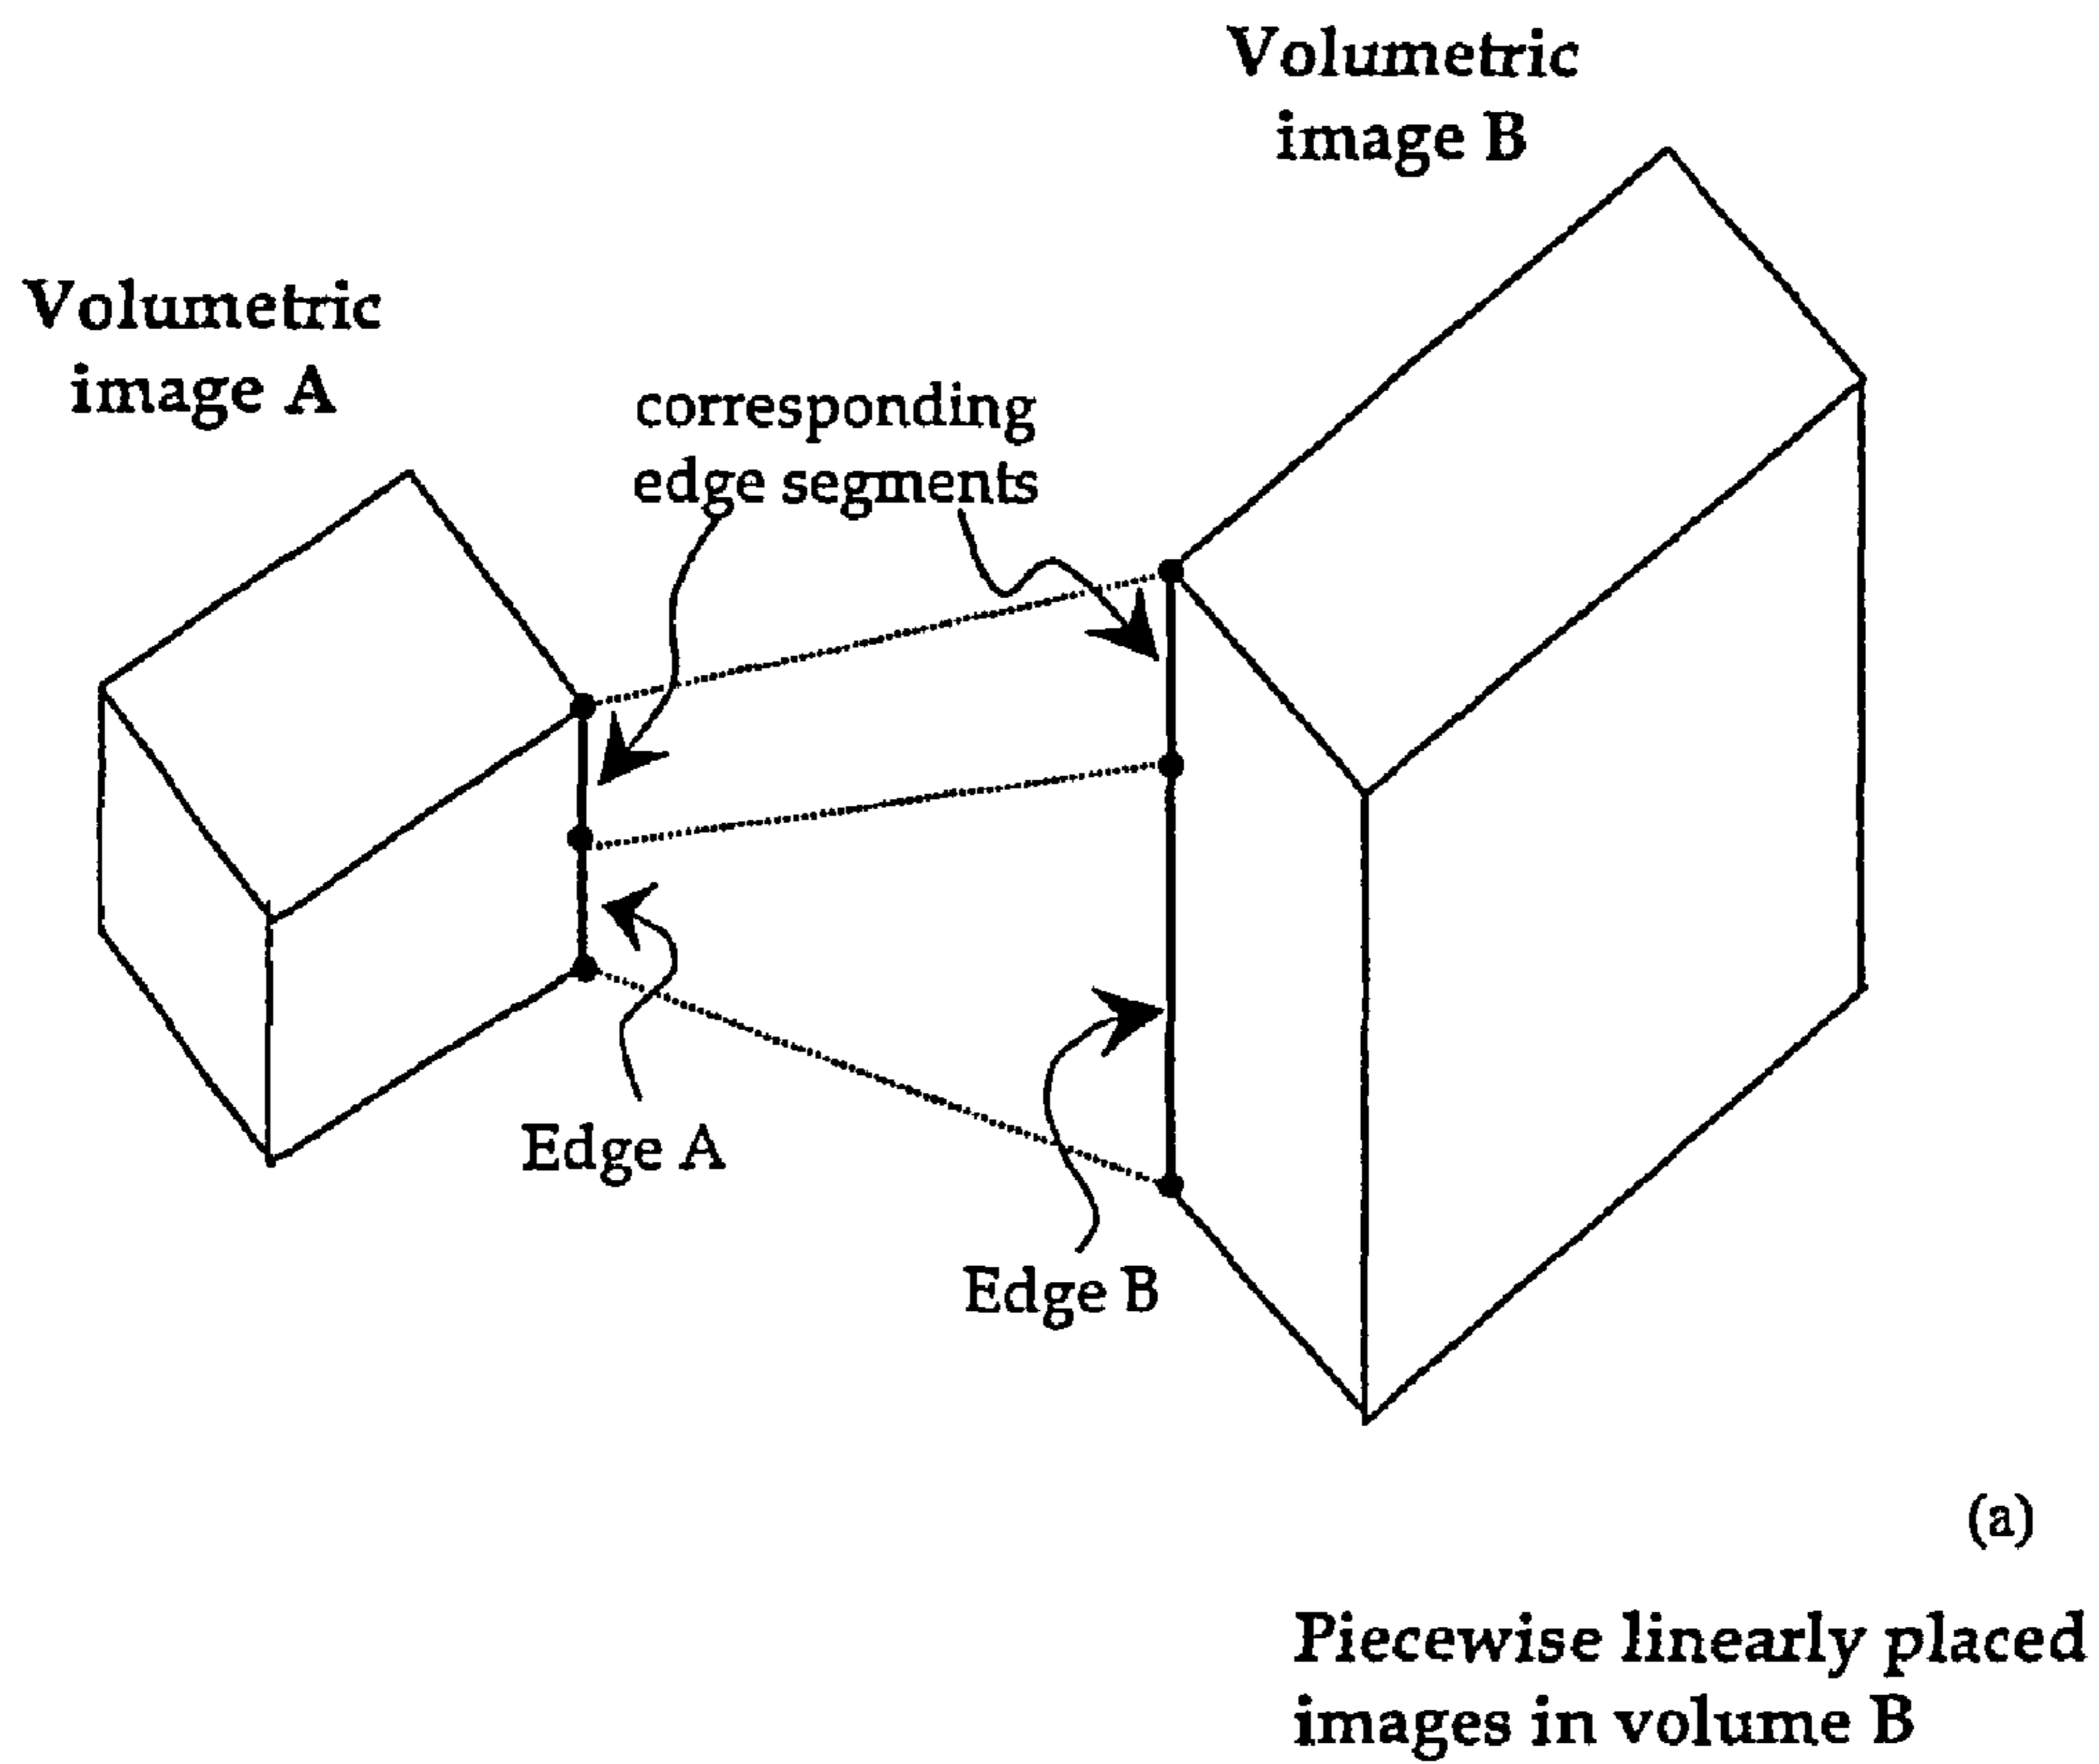 Volumetric
image B
Volumetric
image A
corresponding
edge segments
Edge A
Edge B
(a)
Piecewise linearly placed
images in volume B